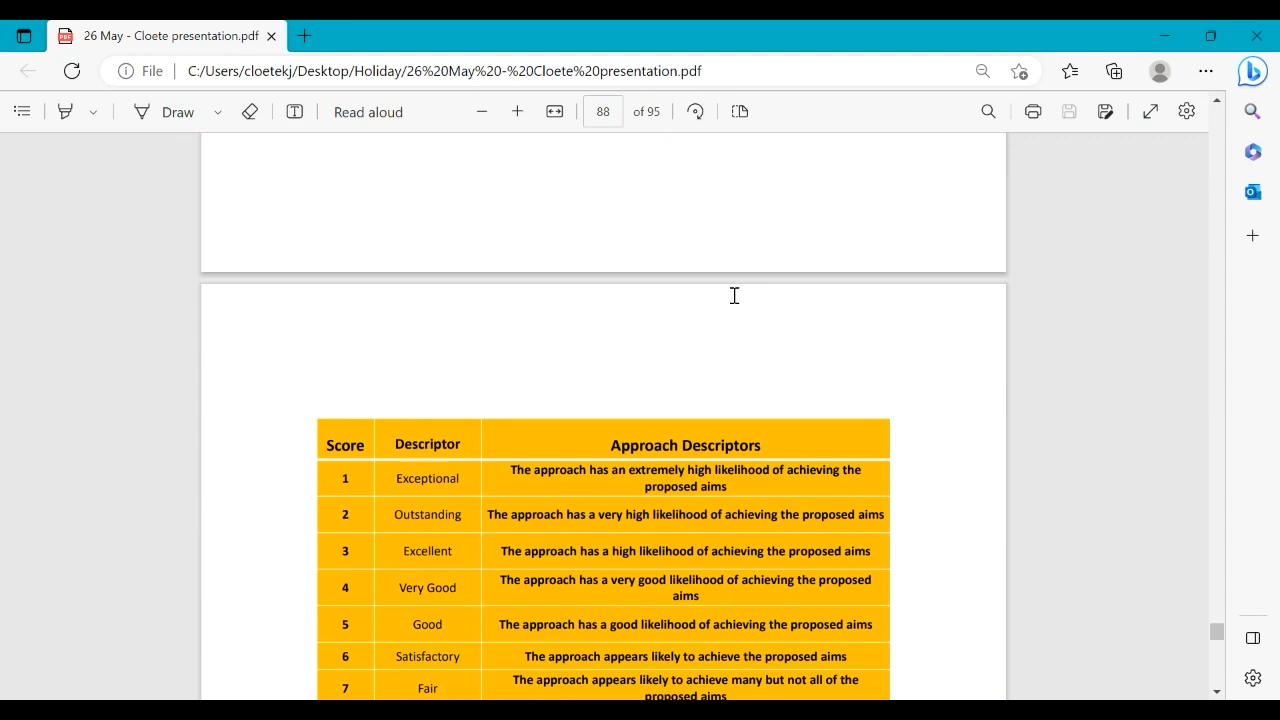 26 May - Cloete presentation.pdf
File
C:/Users/cloetekj/Desktop/Holiday/26%20May%20-%20Cloete%20presentation.pdf
Draw
Read aloud
88
of 95
Score
Descriptor
Approach Descriptors
1
Exceptional
The approach has an extremely high likelihood of achieving the
proposed aims
2
Outstanding
The approach has a very high likelihood of achieving the proposed aims
3
Excellent
The approach has a high likelihood of achieving the proposed aims
4
Very Good
The approach has a very good likelihood of achieving the proposed
aims
5
Good
The approach has a good likelihood of achieving the proposed aims
6
Satisfactory
The approach appears likely to achieve the proposed aims
7
Fair
The approach appears likely to achieve many but not all of the
proposed aims